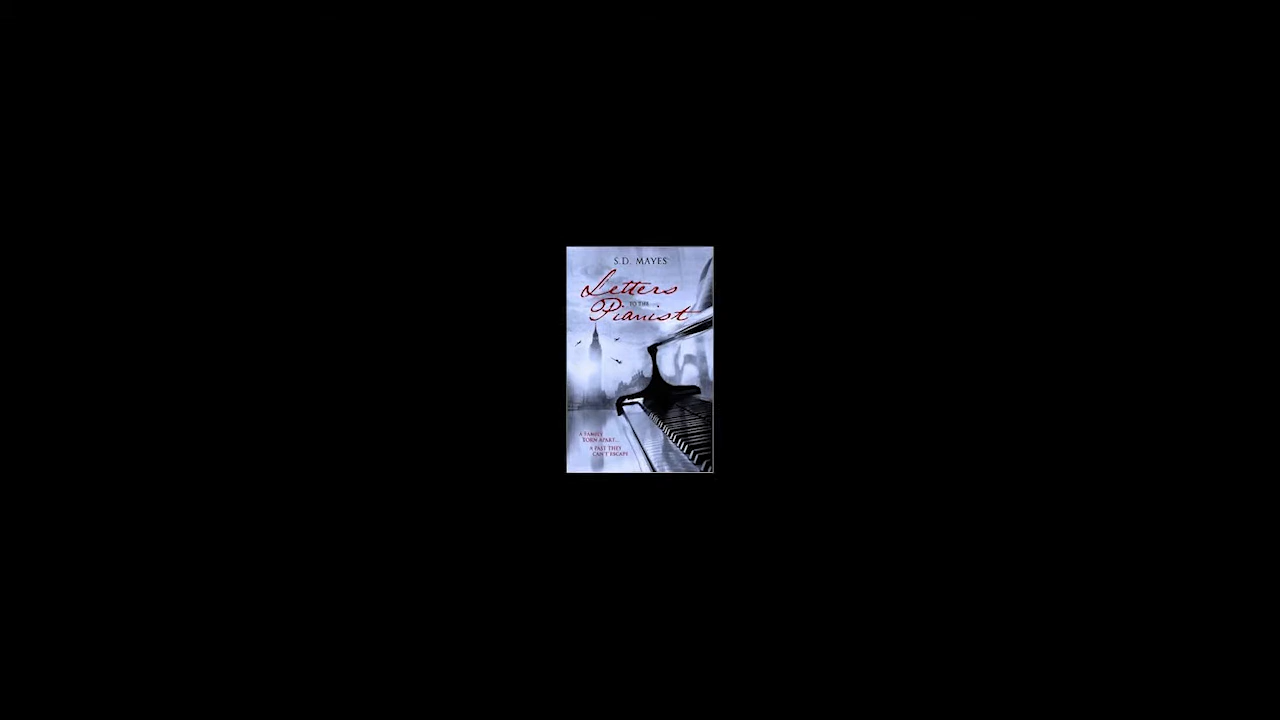 S.D. MAYES
Letters
TO THE
Pianist
A FAMILY
TORN APART...
A PAST THEY
CAN'T ESCAPE